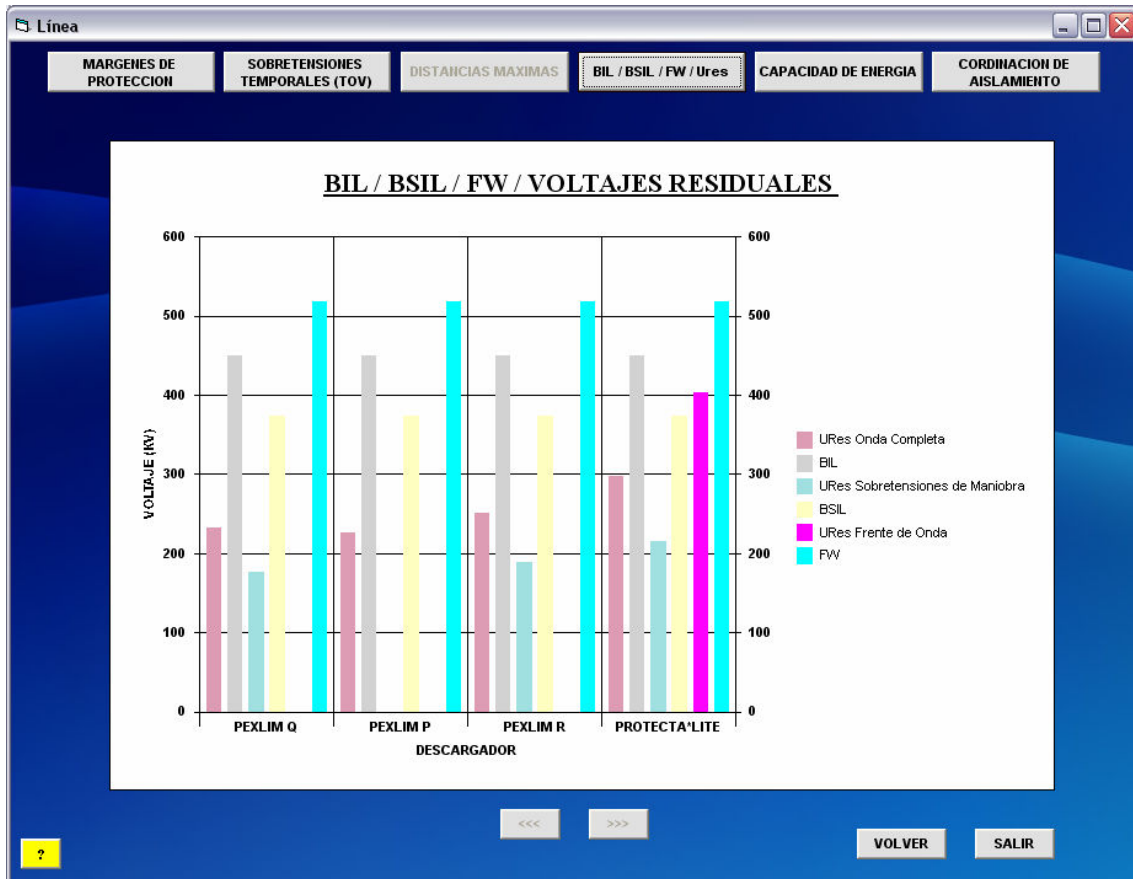 Línea
MARGENES DE
PROTECCION
SOBRETENSIONES
TEMPORALES (TOV)
DISTANCIAS MAXIMAS
BIL / BSIL / FW / Ures
CAPACIDAD DE ENERGIA
CORDINACION DE
AISLAMIENTO
BIL / BSIL / FW / VOLTAJES RESIDUALES
600
500
400
300
200
100
0
VOLTAJE (KV)
600
500
400
300
200
100
0
PEXLIM Q
PEXLIM P
PEXLIM R
PROTECTA*LITE
DESCARGADOR
URes Onda Completa
BIL
URes Sobretensiones de Maniobra
BSIL
URes Frente de Onda
FW
<<<
>>>
VOLVER
SALIR
?